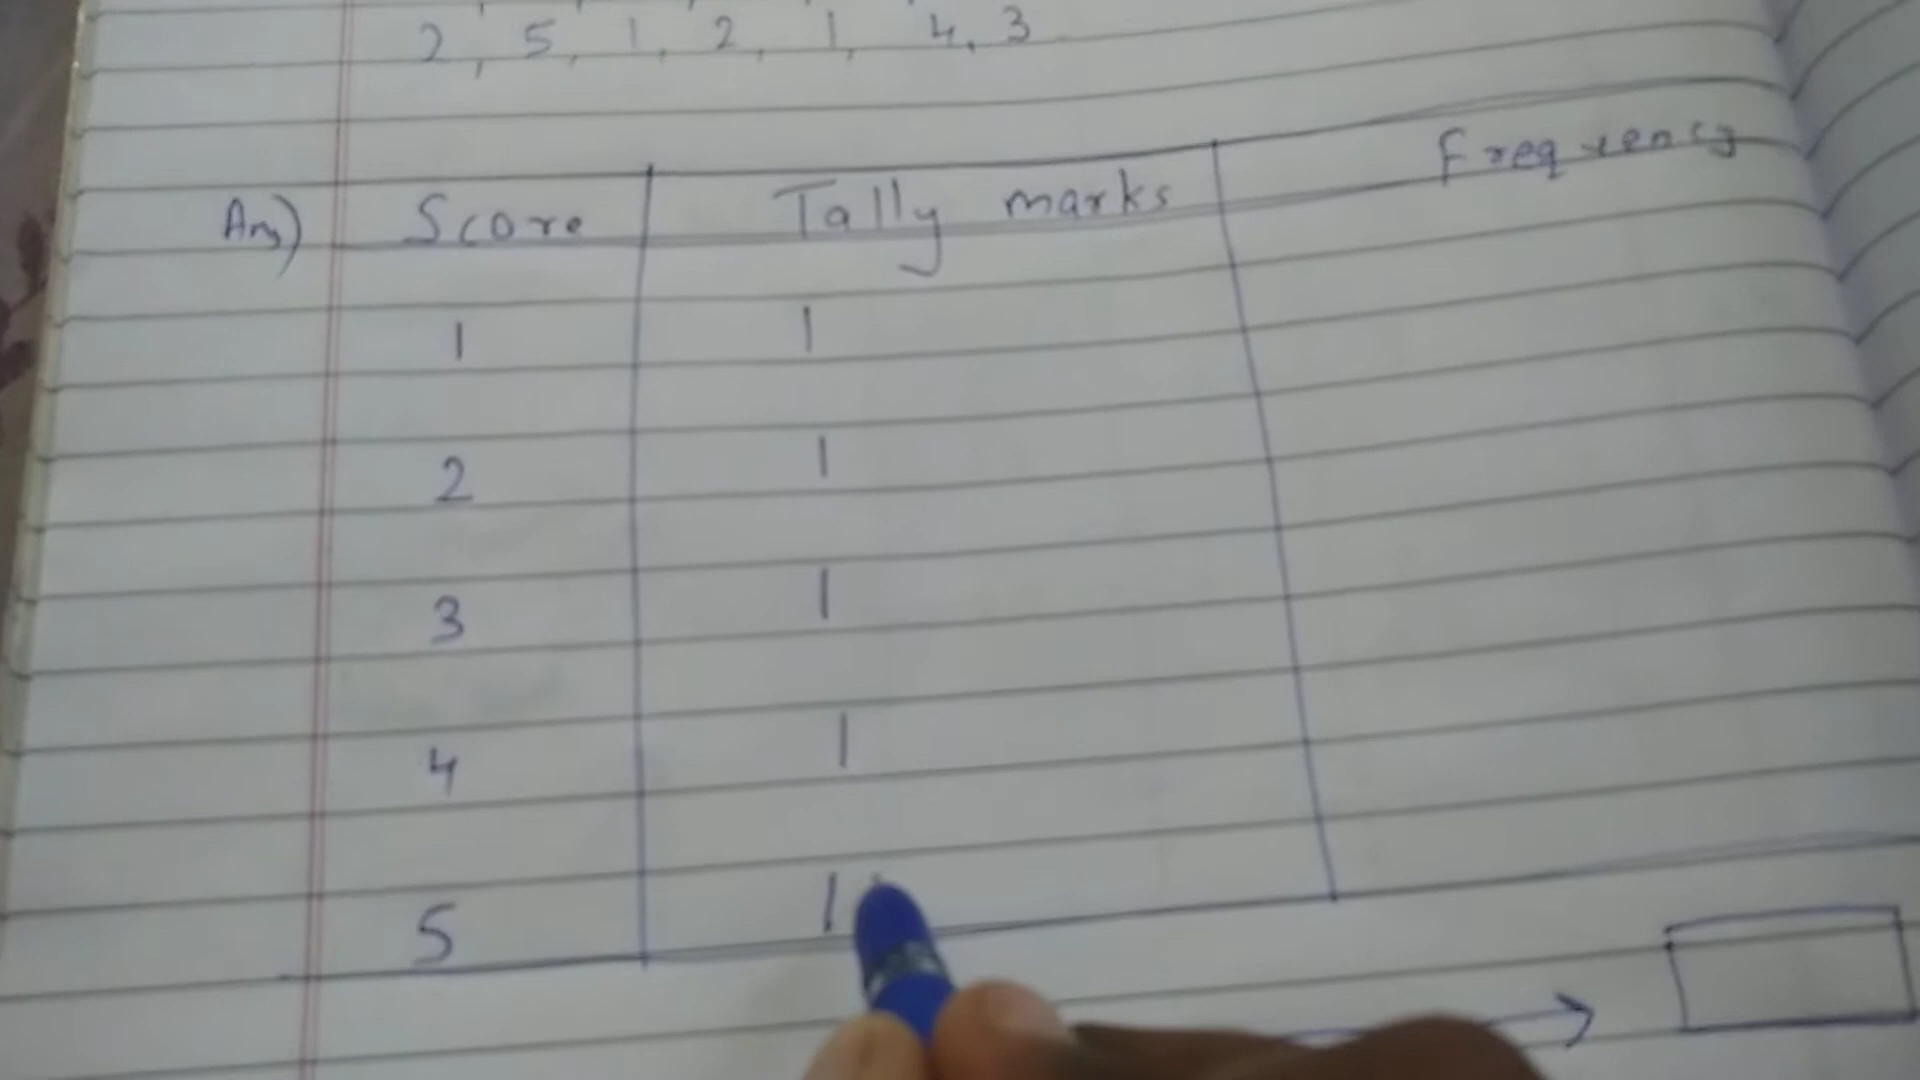 2, 5, 1, 2, 1, 4, 3
Ans) Score Tally marks Frequency
1 |
2 |
3 |
4 |
5 |